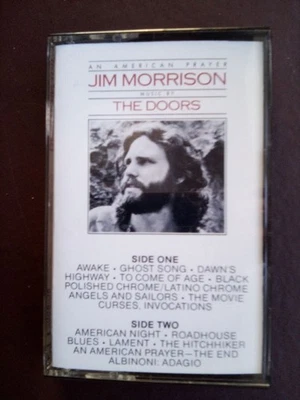 AN AMERICAN PRAYER
JIM MORRISON
MUSIC BY
THE DOORS
SIDE ONE
AWAKE • GHOST SONG • DAWN'S
HIGHWAY • TO COME OF AGE • BLACK
POLISHED CHROME/LATINO CHROME
ANGELS AND SAILORS • THE MOVIE
CURSES, INVOCATIONS
SIDE TWO
AMERICAN NIGHT • ROADHOUSE
BLUES • LAMENT • THE HITCHHIKER
AN AMERICAN PRAYER—THE END
ALBINONI: ADAGIO